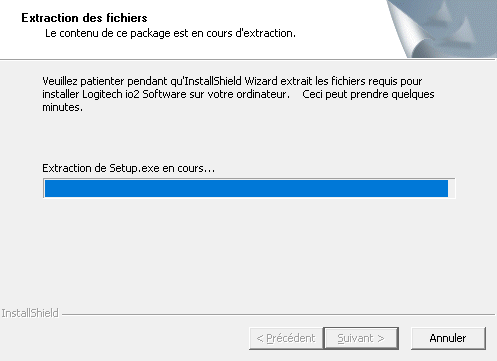 Extraction des fichiers
Le contenu de ce package est en cours d'extraction.
Veuillez patienter pendant qu'InstallShield Wizard extrait les fichiers requis pour
installer Logitech io2 Software sur votre ordinateur. Ceci peut prendre quelques
minutes.
Extraction de Setup.exe en cours...
InstallShield
< Précédent Suivant > Annuler